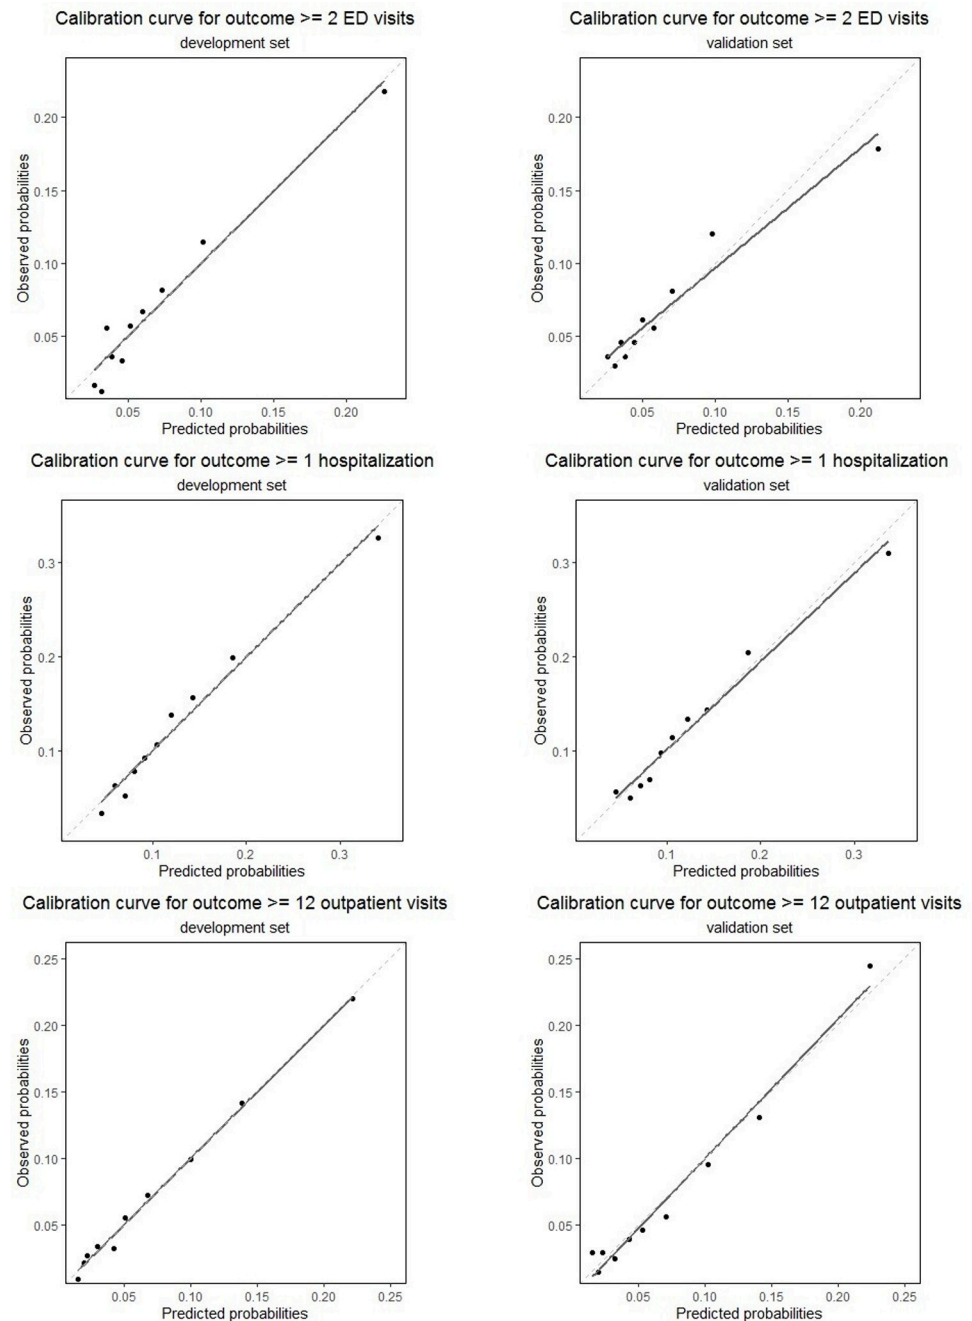 Calibration curve for outcome >= 2 ED visits
development set
Observed probabilities
0.20
0.15
0.10
0.05
0.05 0.10 0.15 0.20
Predicted probabilities
Calibration curve for outcome >= 2 ED visits
validation set
Observed probabilities
0.20
0.15
0.10
0.05
0.05 0.10 0.15 0.20
Predicted probabilities
Calibration curve for outcome >= 1 hospitalization
development set
Observed probabilities
0.3
0.2
0.1
0.1 0.2 0.3
Predicted probabilities
Calibration curve for outcome >= 1 hospitalization
validation set
Observed probabilities
0.3
0.2
0.1
0.1 0.2 0.3
Predicted probabilities
Calibration curve for outcome >= 12 outpatient visits
development set
Observed probabilities
0.25
0.20
0.15
0.10
0.05
0.05 0.10 0.15 0.20 0.25
Predicted probabilities
Calibration curve for outcome >= 12 outpatient visits
validation set
Observed probabilities
0.25
0.20
0.15
0.10
0.05
0.05 0.10 0.15 0.20 0.25
Predicted probabilities